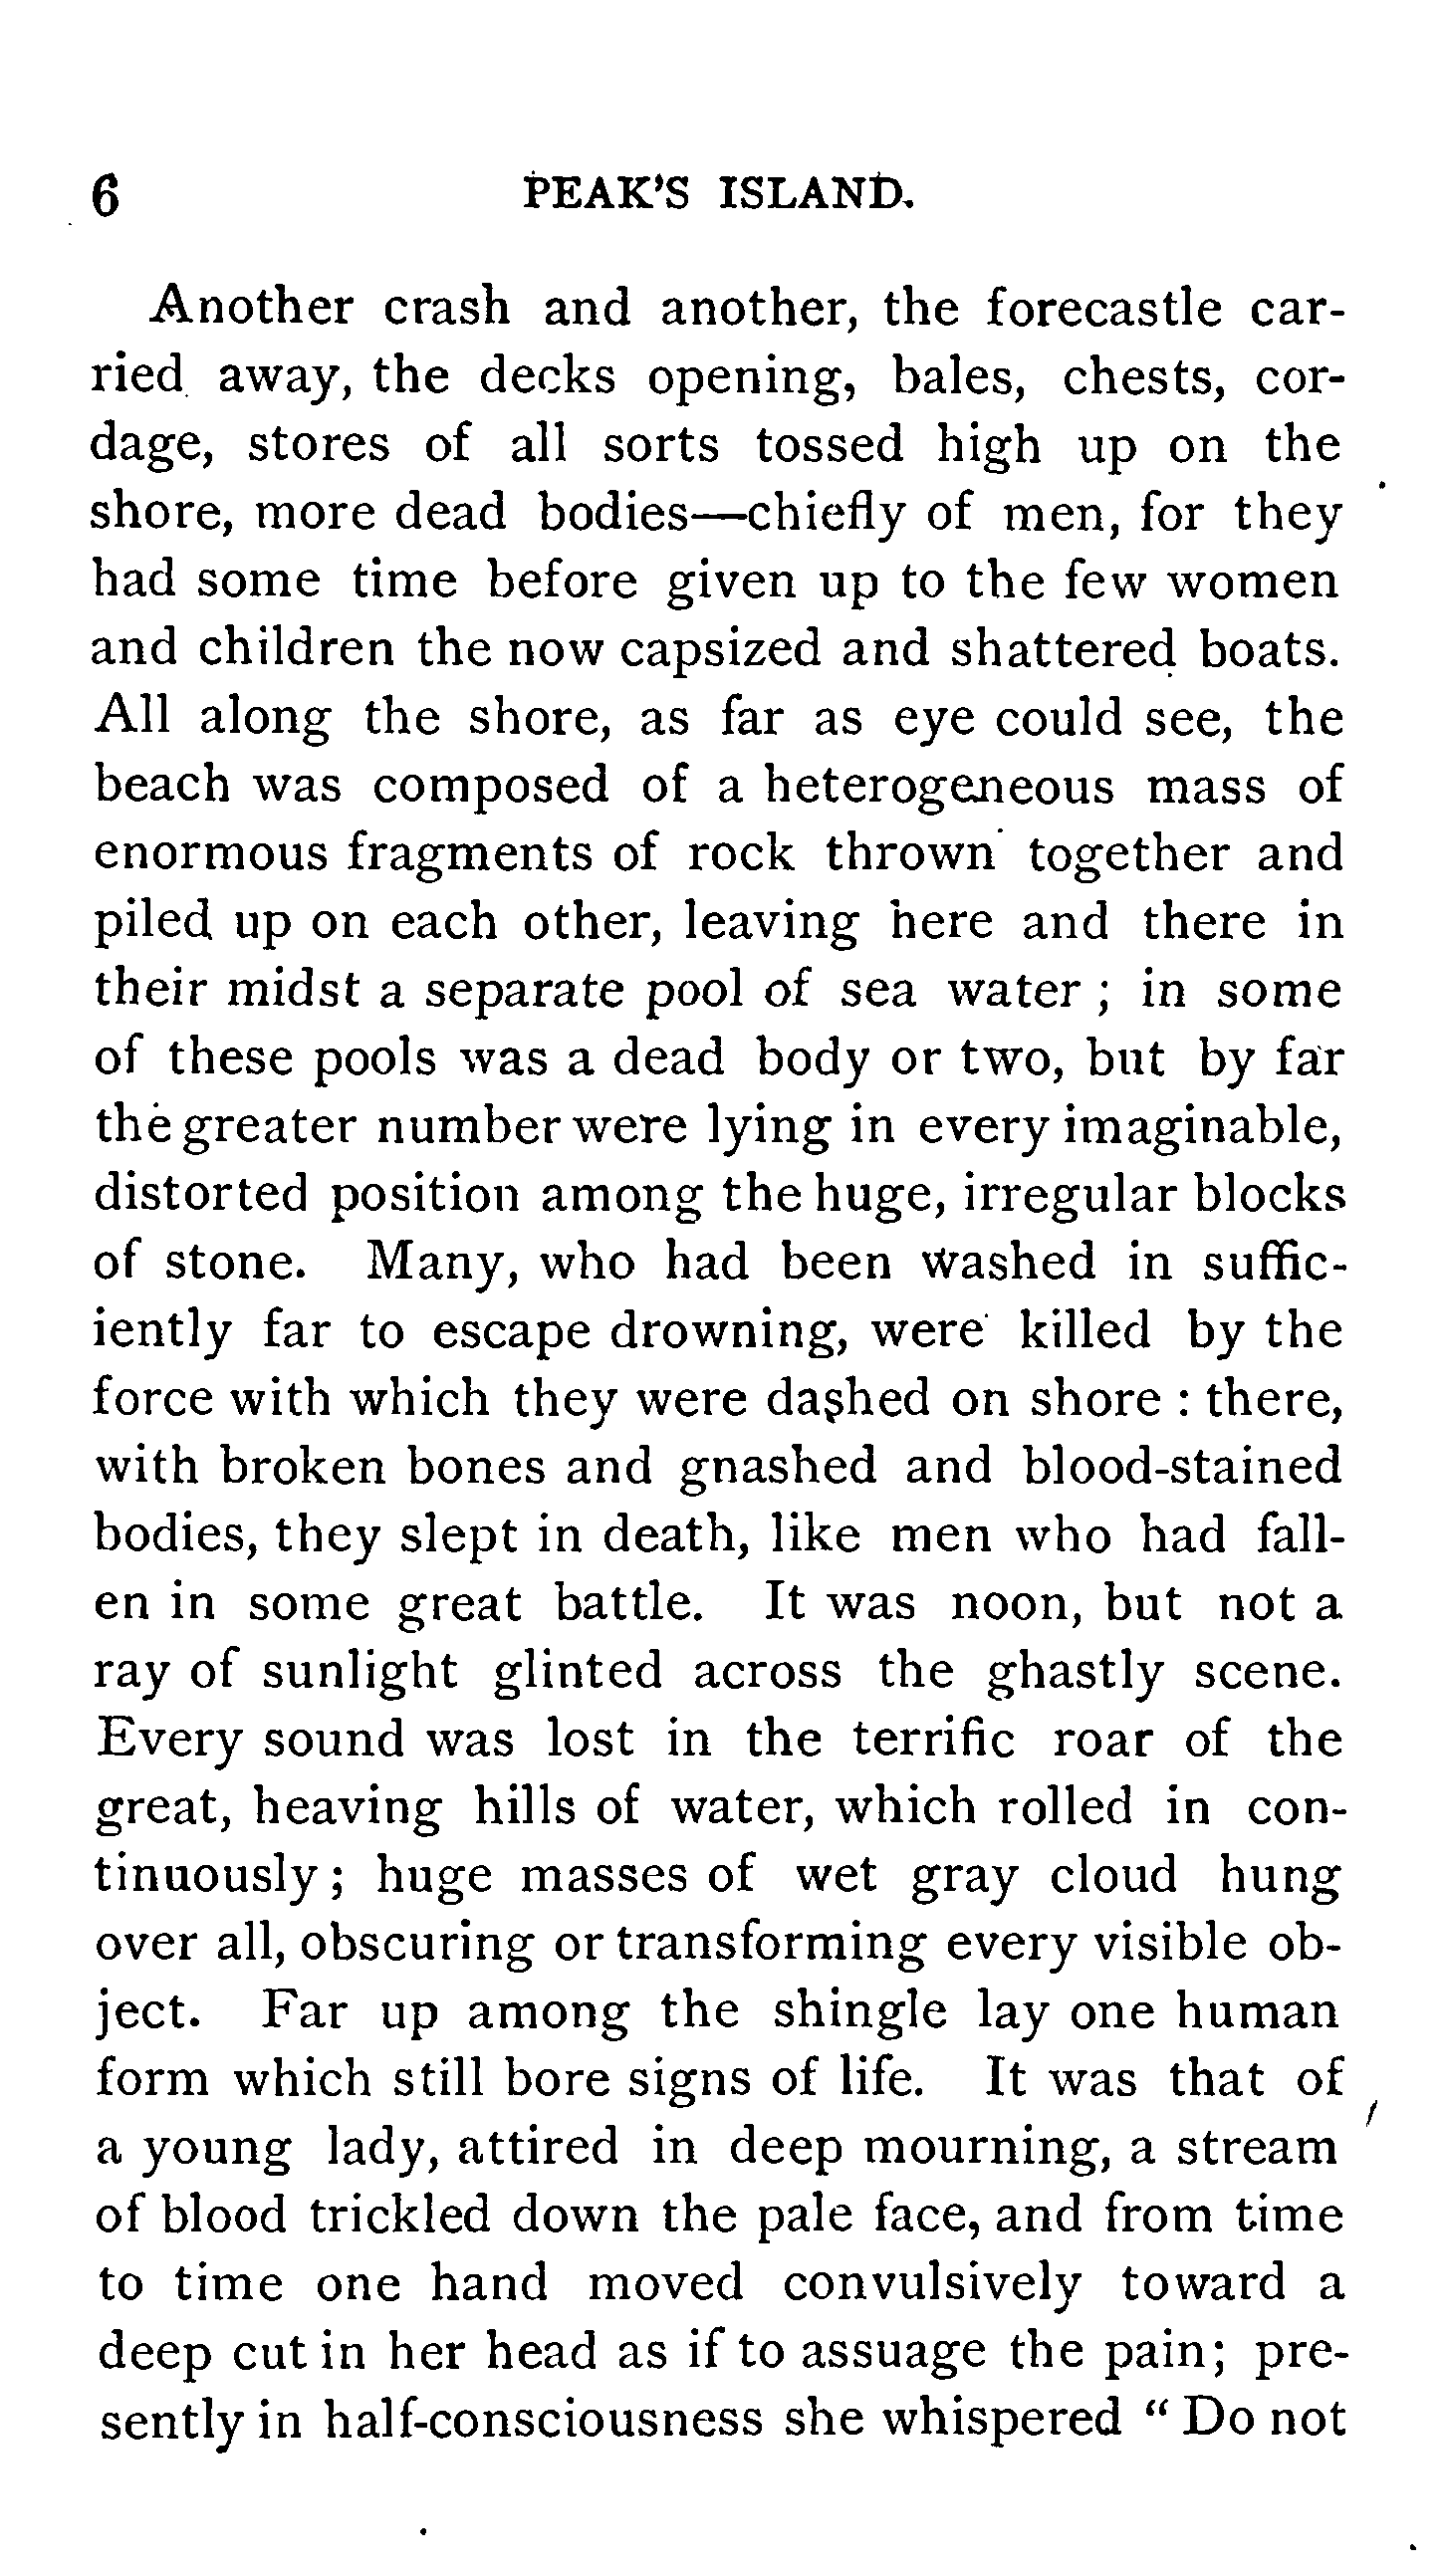 6 PEAK'S ISLAND.
Another crash and another, the forecastle car-
ried away, the decks opening, bales, chests, cor-
dage, stores of all sorts tossed high up on the
shore, more dead bodies—chiefly of men, for they
had some time before given up to the few women
and children the now capsized and shattered boats.
All along the shore, as far as eye could see, the
beach was composed of a heterogeneous mass of
enormous fragments of rock thrown together and
piled up on each other, leaving here and there in
their midst a separate pool of sea water ; in some
of these pools was a dead body or two, but by far
the greater number were lying in every imaginable,
distorted position among the huge, irregular blocks
of stone. Many, who had been washed in suffic-
iently far to escape drowning, were killed by the
force with which they were dashed on shore : there,
with broken bones and gnashed and blood-stained
bodies, they slept in death, like men who had fall-
en in some great battle. It was noon, but not a
ray of sunlight glinted across the ghastly scene.
Every sound was lost in the terrific roar of the
great, heaving hills of water, which rolled in con-
tinuously ; huge masses of wet gray cloud hung
over all, obscuring or transforming every visible ob-
ject. Far up among the shingle lay one human
form which still bore signs of life. It was that of
a young lady, attired in deep mourning, a stream
of blood trickled down the pale face, and from time
to time one hand moved convulsively toward a
deep cut in her head as if to assuage the pain; pre-
sently in half-consciousness she whispered “ Do not